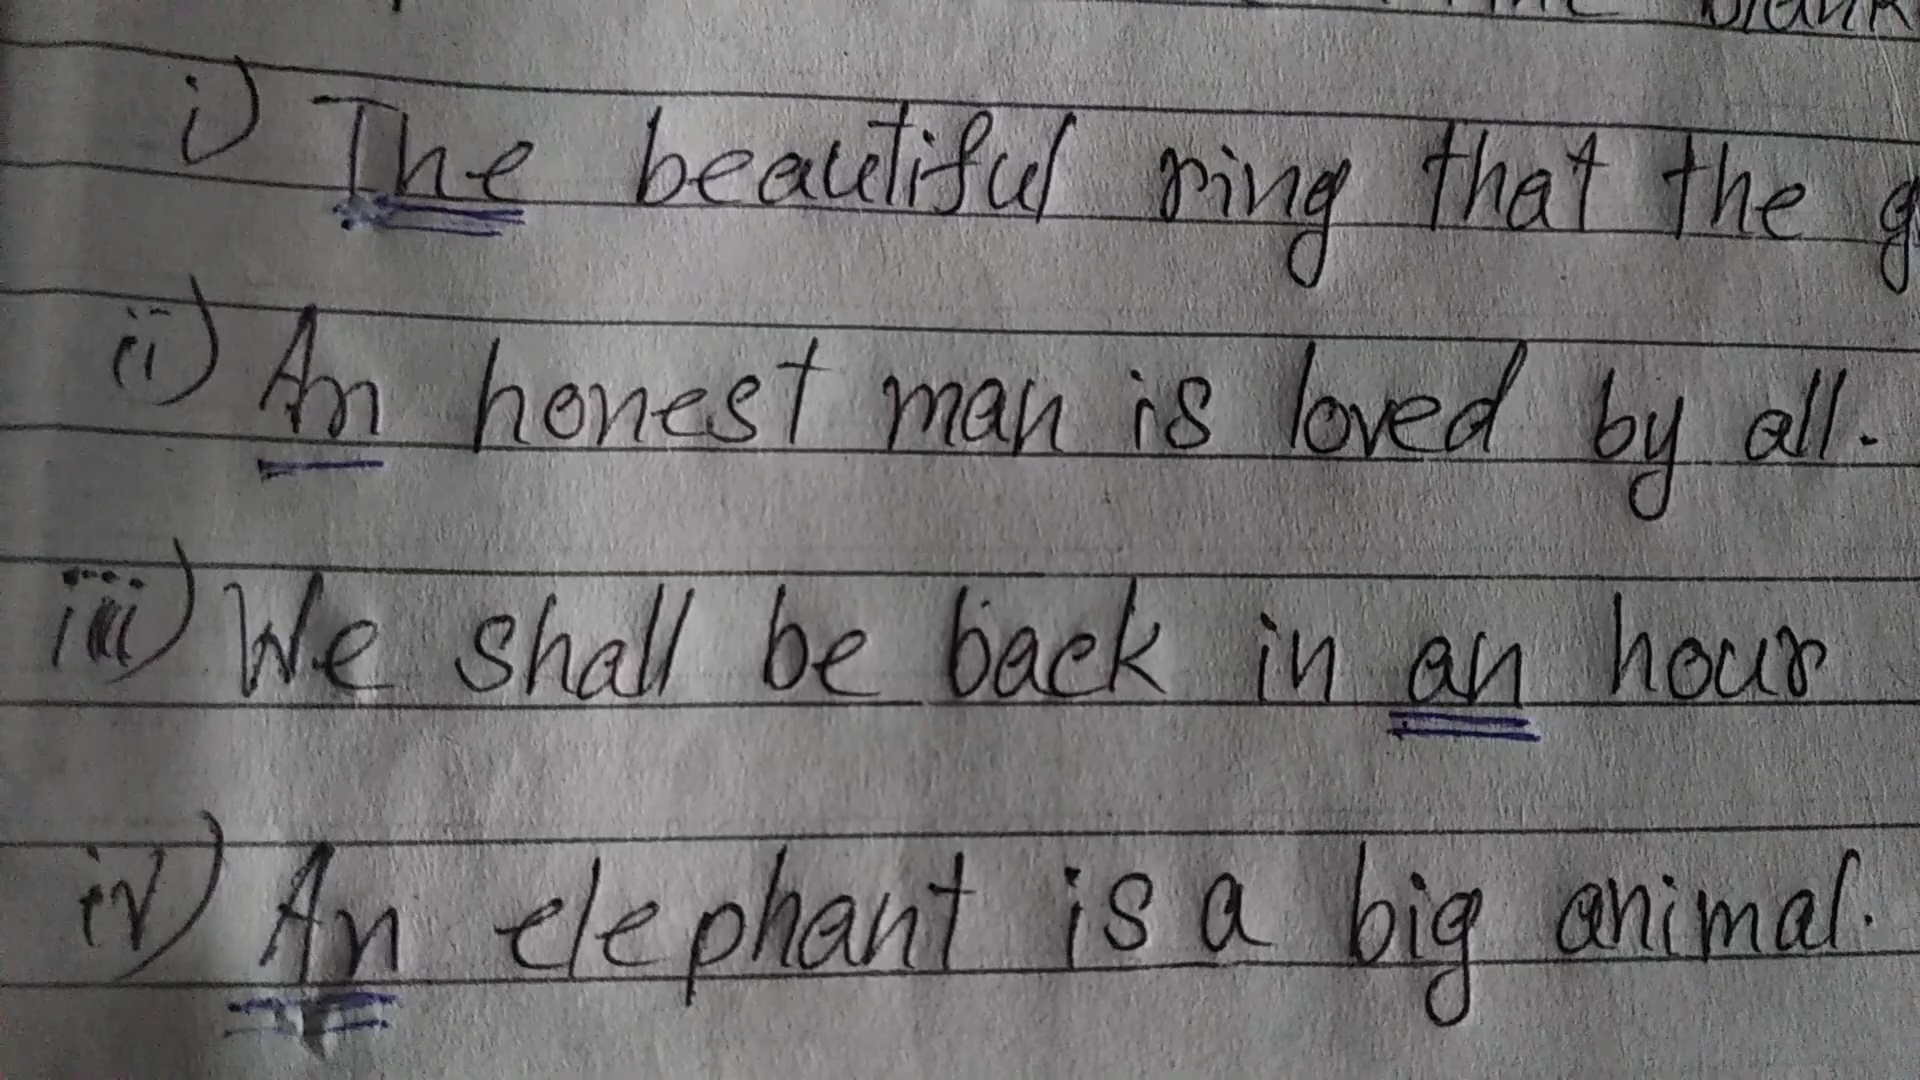 blank
i) The beautiful ring that the
ii) An honest man is loved by all.
iii) We shall be back in an hour
iv) An elephant is a big animal.